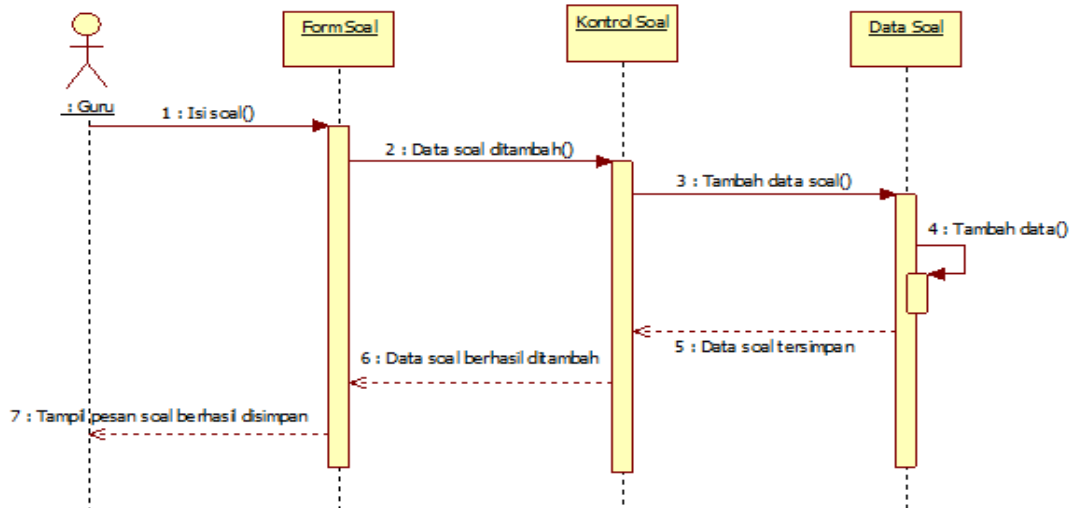 Form Soal
Kontrol Soal
Data Soal
: Guru
1 : Isi soal()
2 : Data soal ditambah()
3 : Tambah data soal()
4 : Tambah data()
5 : Data soal tersimpan
6 : Data soal berhasil ditambah
7 : Tampil pesan soal berhasil disimpan